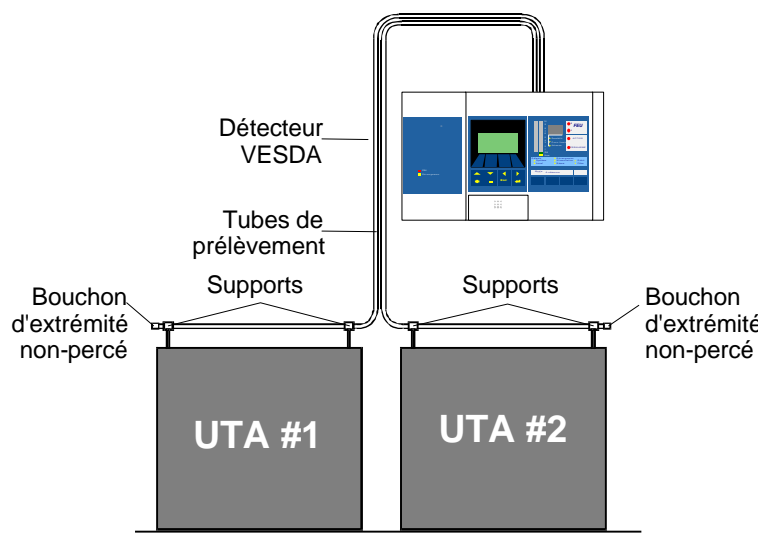 Détecteur
VESDA
Tubes de
prélèvement
Bouchon
d'extrémité
non-percé
Supports
Supports
Bouchon
d'extrémité
non-percé
FEU
UTA #1
UTA #2